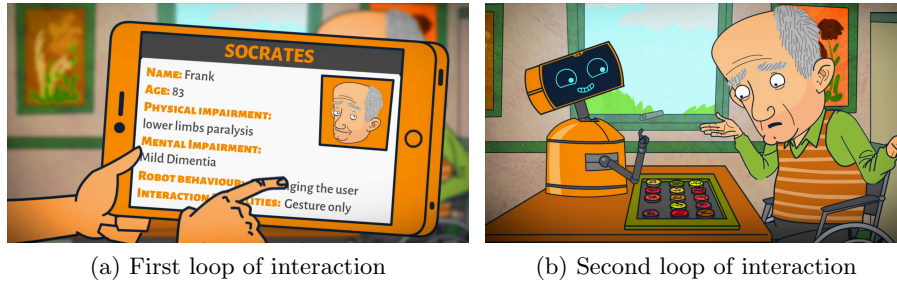 SOCRATES
NAME: Frank
AGE: 83
PHYSICAL IMPAIRMENT:
lower limbs paralysis
MENTAL IMPAIRMENT:
Mild Dimentia
ROBOT BEHAVIOUR: ging the user
INTERACTION LITIES: Gesture only
(a) First loop of interaction
(b) Second loop of interaction